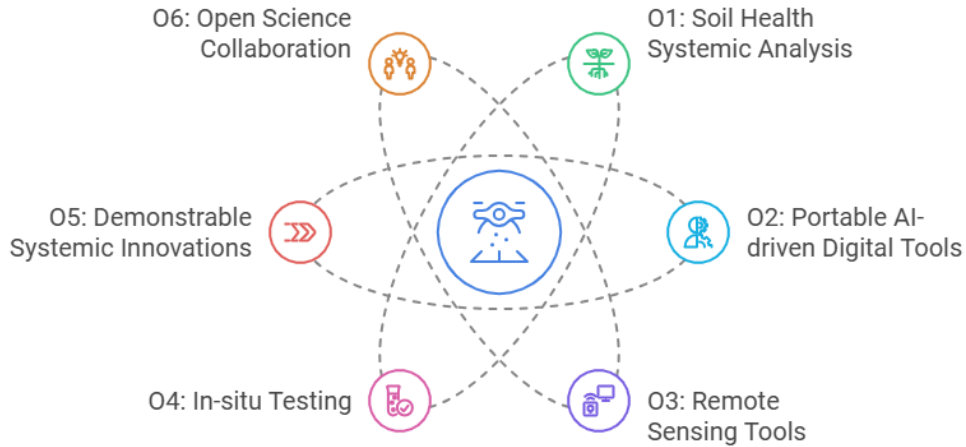 O6: Open Science
Collaboration
O1: Soil Health
Systemic Analysis
O5: Demonstrable
Systemic Innovations
O2: Portable AI-
driven Digital Tools
O4: In-situ Testing
O3: Remote
Sensing Tools